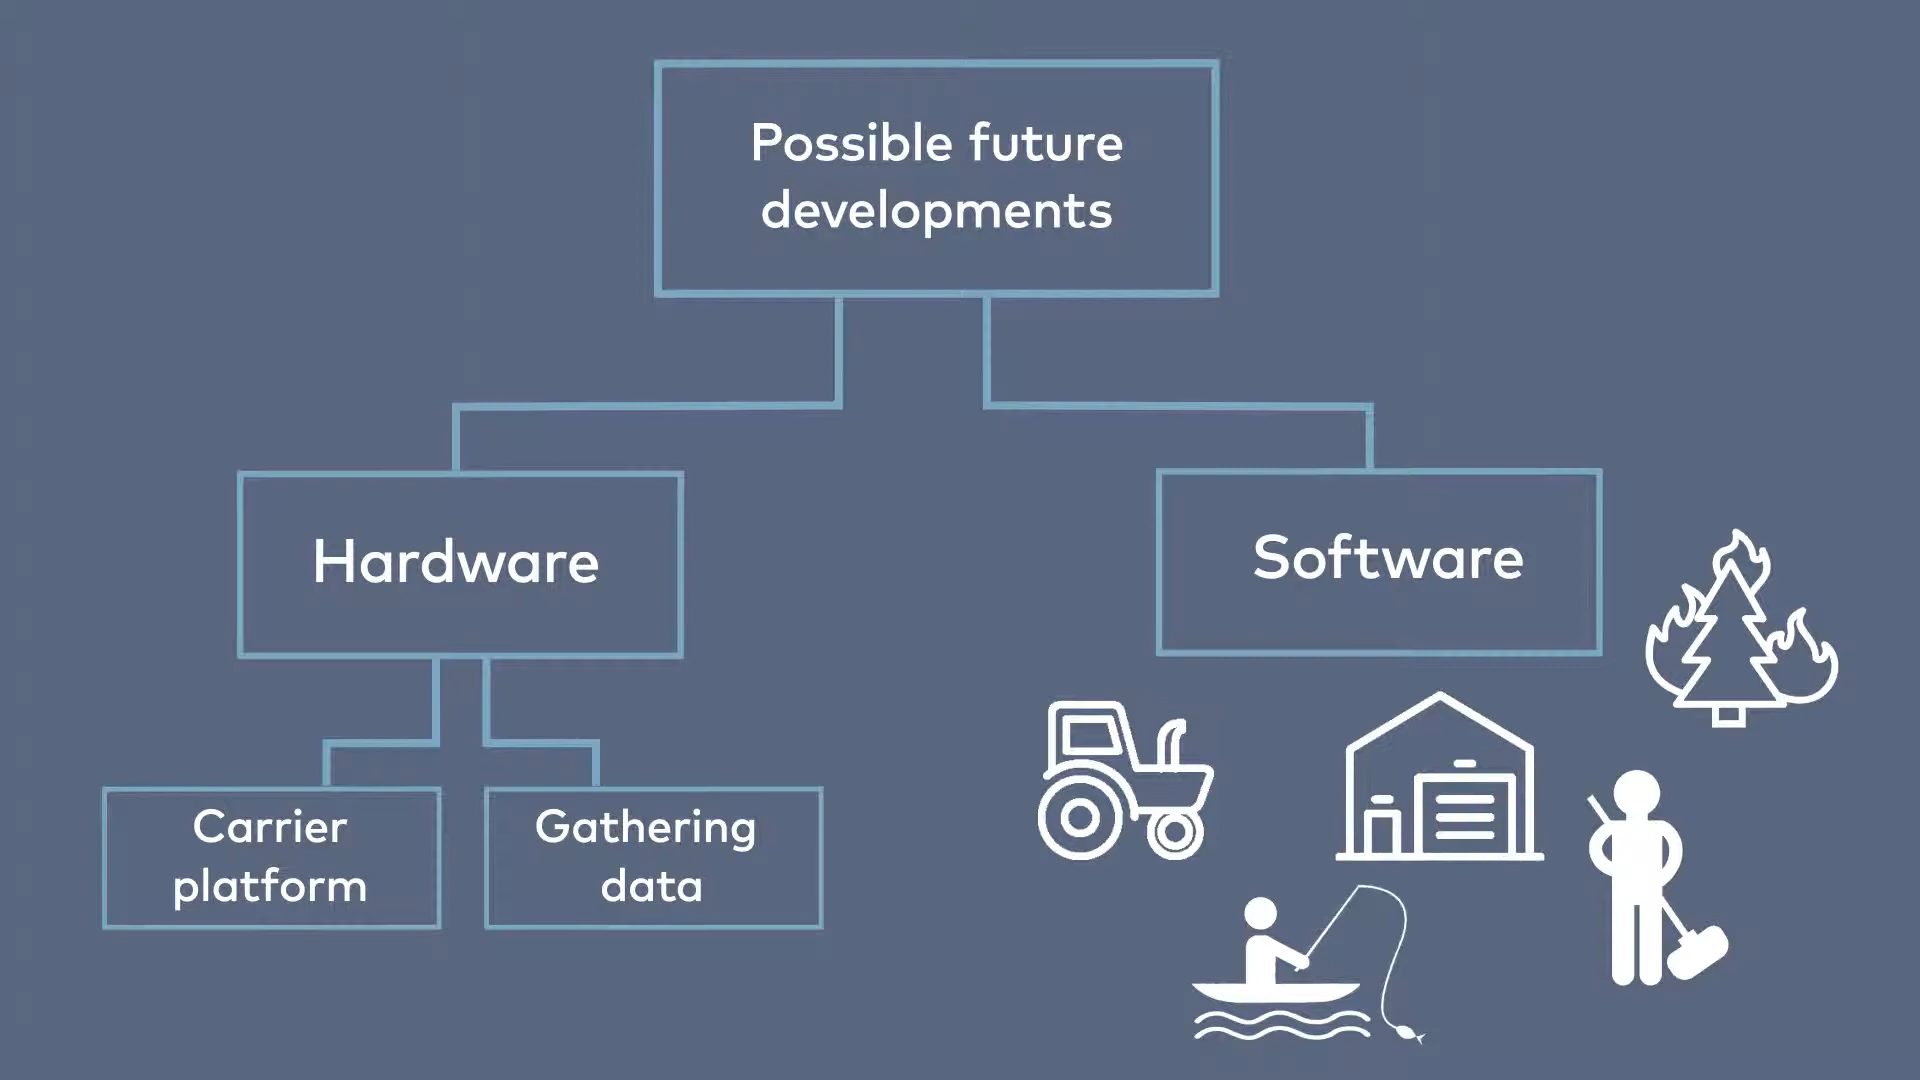 Possible future
developments
Hardware
Software
Carrier
platform
Gathering
data